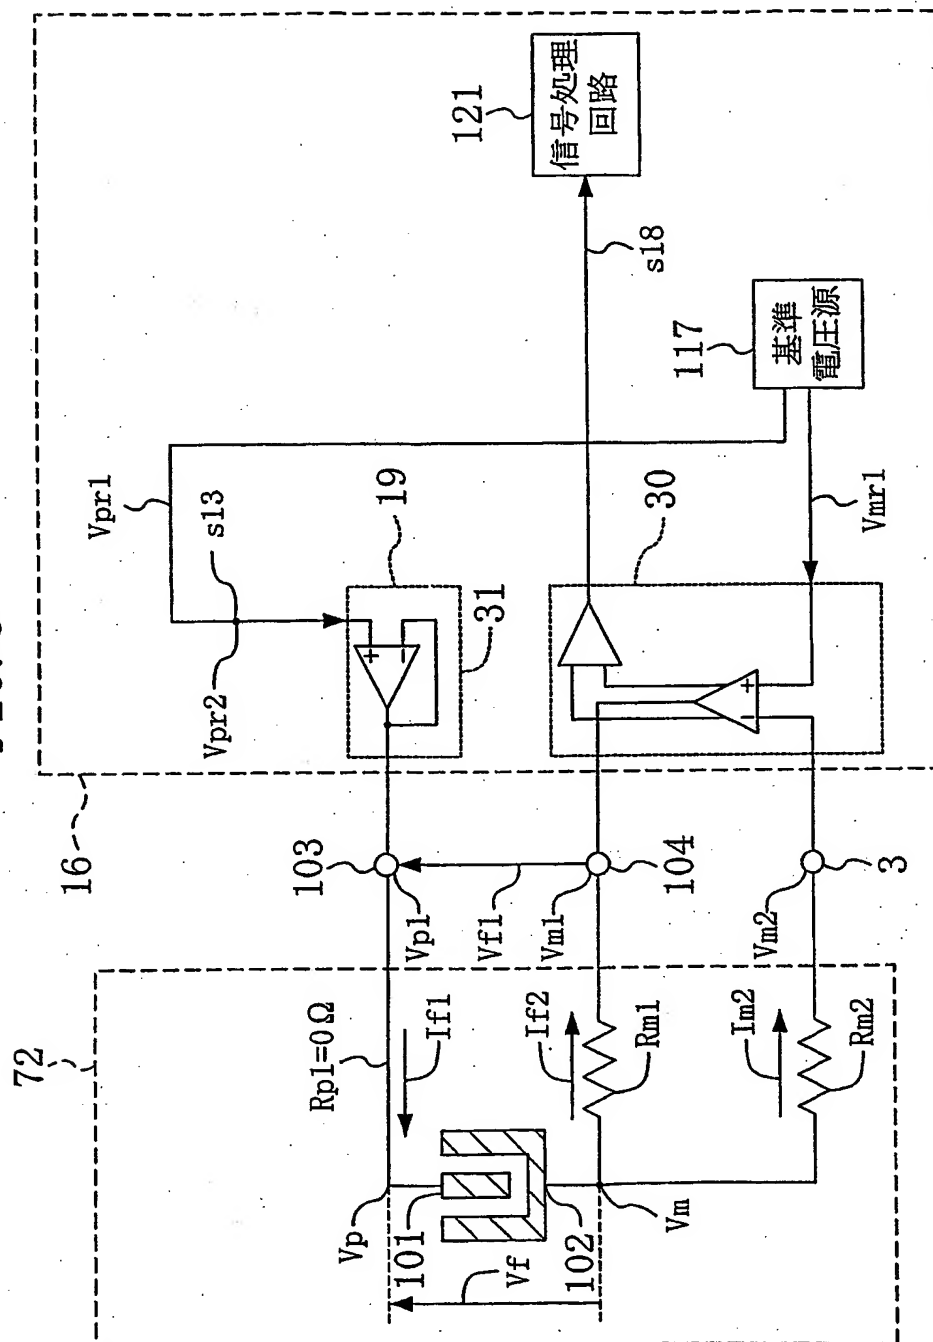 16
Vpr1
Vpr2
s13
19
31
121
信号処理
回路
s18
117
基準
電圧源
Vmr1
30
+
−
−
+
72
103
Vp1
Vf1
Vm1
104
Vm2
3
Rp1=0Ω
If1
If2
Rm1
Im2
Rm2
Vp
101
102
Vf
Vm